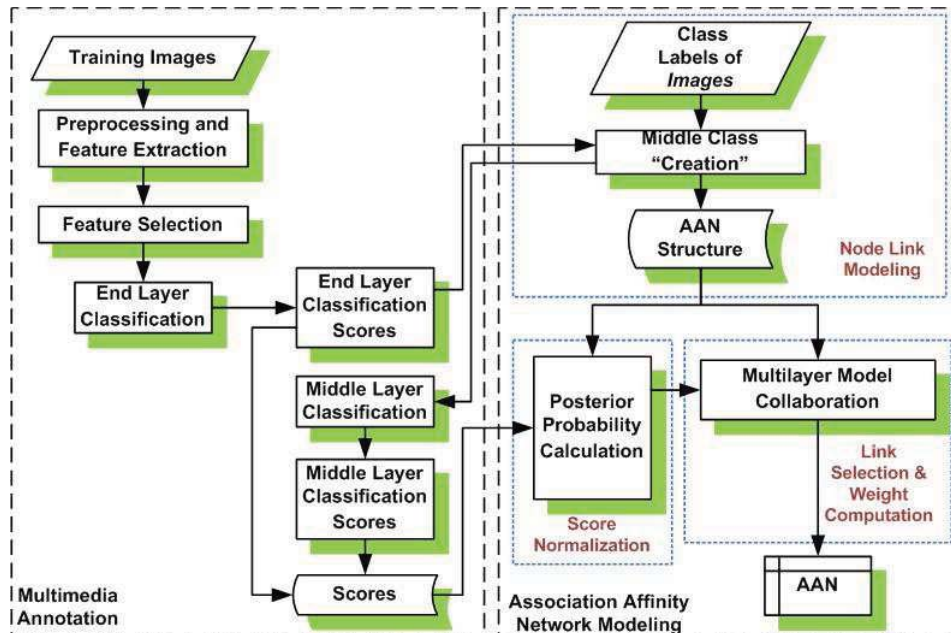 Training Images
Preprocessing and
Feature Extraction
Feature Selection
End Layer
Classification
End Layer
Classification
Scores
Middle Layer
Classification
Middle Layer
Classification
Scores
Scores
Multimedia
Annotation
Class
Labels of
Images
Middle Class
“Creation”
AAN
Structure
Node Link
Modeling
Posterior
Probability
Calculation
Score
Normalization
Multilayer Model
Collaboration
Link
Selection &
Weight
Computation
AAN
Association Affinity
Network Modeling